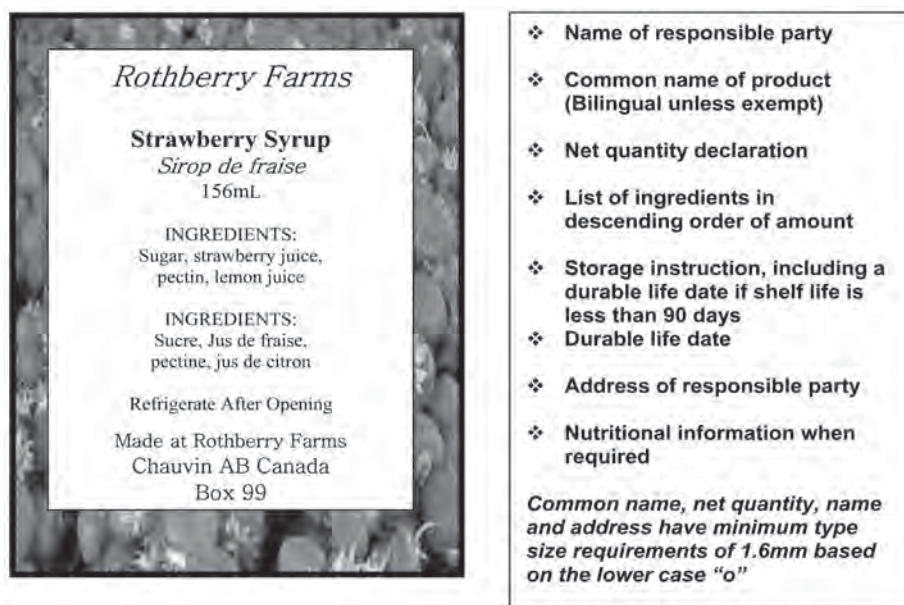 Rothberry Farms
Strawberry Syrup
Sirop de fraise
156mL
INGREDIENTS:
Sugar, strawberry juice,
pectin, lemon juice
INGREDIENTS:
Sucre, Jus de fraise,
pectine, jus de citron
Refrigerate After Opening
Made at Rothberry Farms
Chauvin AB Canada
Box 99
❖ Name of responsible party
❖ Common name of product
(Bilingual unless exempt)
❖ Net quantity declaration
❖ List of ingredients in
descending order of amount
❖ Storage instruction, including a
durable life date if shelf life is
less than 90 days
❖ Durable life date
❖ Address of responsible party
❖ Nutritional information when
required
Common name, net quantity, name
and address have minimum type
size requirements of 1.6mm based
on the lower case “o”